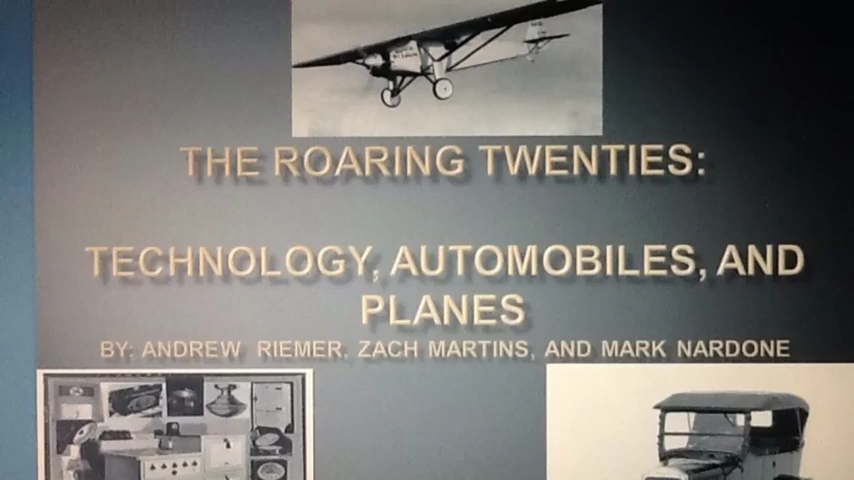 THE ROARING TWENTIES:
TECHNOLOGY, AUTOMOBILES, AND
PLANES
BY: ANDREW RIEMER, ZACH MARTINS, AND MARK NARDONE